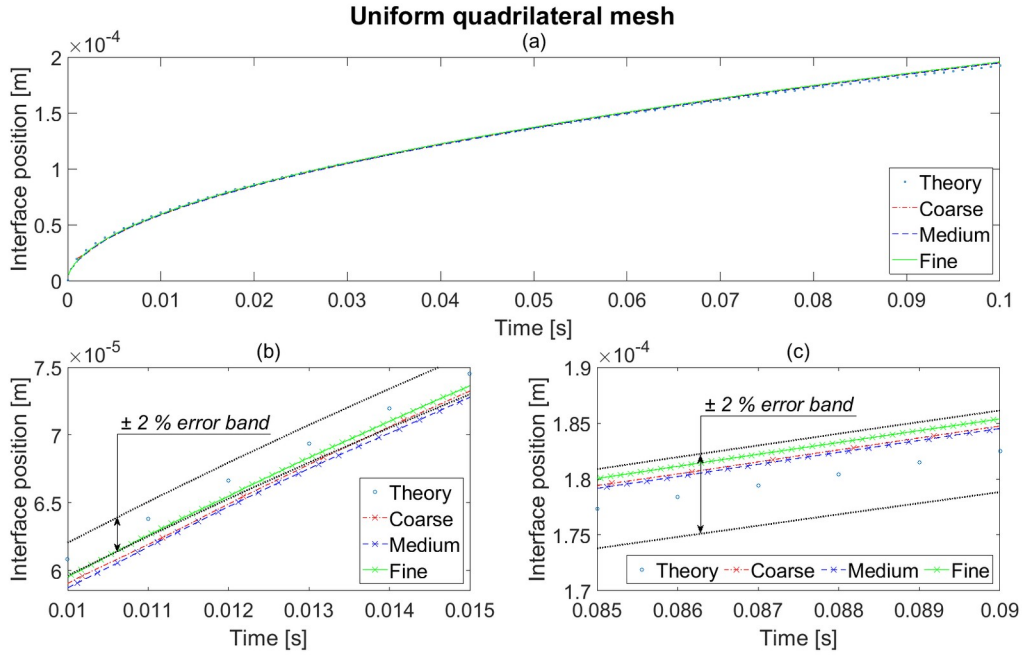 Uniform quadrilateral mesh
(a)
×10⁻⁴
Interface position [m]
2
1.5
1
0.5
0
0 0.01 0.02 0.03 0.04 0.05 0.06 0.07 0.08 0.09 0.1
Time [s]
Theory
Coarse
Medium
Fine
(b)
×10⁻⁵
Interface position [m]
7.5
7
6.5
6
0.01 0.011 0.012 0.013 0.014 0.015
Time [s]
± 2 % error band
Theory
Coarse
Medium
Fine
(c)
×10⁻⁴
Interface position [m]
1.9
1.85
1.8
1.75
1.7
0.085 0.086 0.087 0.088 0.089 0.09
Time [s]
± 2 % error band
Theory Coarse Medium Fine